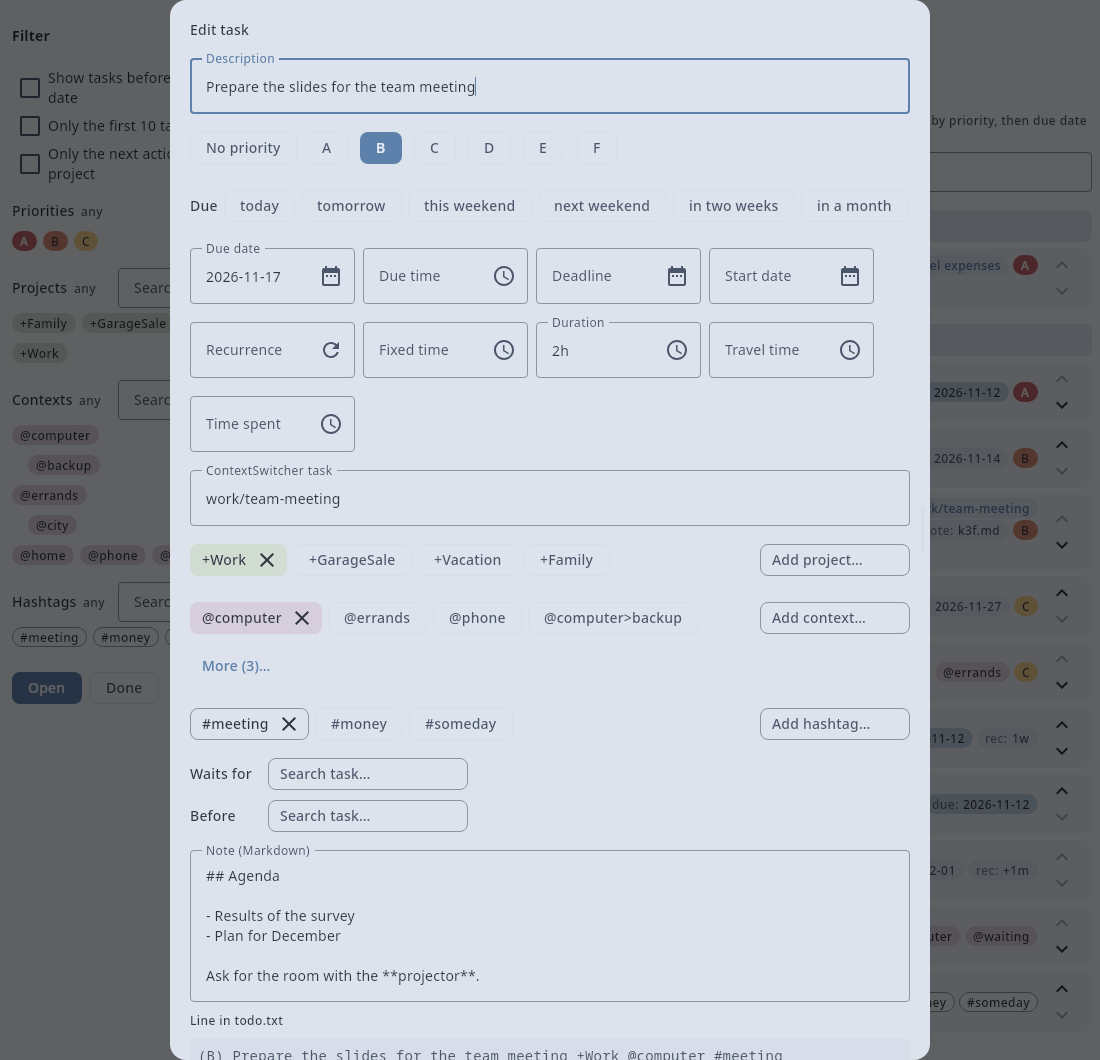 Edit task
Filter
Description
Prepare the slides for the team meeting
Show tasks before
date
Only the first 10
Only the next
project
by priority, then due date
No priority A B C D E F
Due today tomorrow this weekend next weekend in two weeks in a month
Priorities any
A B C
Due date
2026-11-17 Due time Deadline Start date
expenses A
Projects any
+Family +GarageSale
+Work
Recurrence Fixed time
Duration
2h
Travel time
Contexts any
2026-11-12 A
Time spent
@computer
@backup
@errands
@city
@home @phone
2026-11-14 B
ContextSwitcher task
work/team-meeting
/team-meeting
k3f.md B
+Work +GarageSale +Vacation +Family Add project...
Hashtags any
#meeting #money
2026-11-27 C
@computer @errands @phone @computer>backup Add context...
More (3)...
@errands C
Open Done
#meeting #money #someday Add hashtag...
11-12 rec: 1w
Waits for Search task...
Before Search task...
due: 2026-11-12
Note (Markdown)
## Agenda
- Results of the survey
- Plan for December
Ask for the room with the **projector**.
rec: +1m
@waiting
#someday
Line in todo.txt
(B) Prepare the slides for the team meeting +Work @computer #meeting